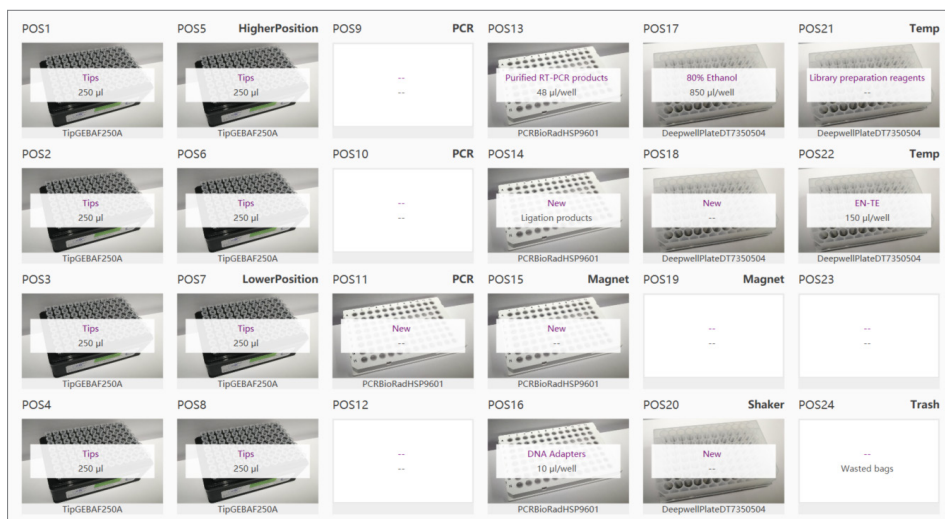 POS1
POS5 HigherPosition
POS9 PCR
POS13
POS17
POS21 Temp
Tips
250 µl
TipGEBAF250A
Tips
250 µl
TipGEBAF250A
--
--
Purified RT-PCR products
48 µl/well
PCRBioRadHSP9601
80% Ethanol
850 µl/well
DeepwellPlateDT7350504
Library preparation reagents
--
DeepwellPlateDT7350504
POS2
POS6
POS10 PCR
POS14
POS18
POS22 Temp
Tips
250 µl
TipGEBAF250A
Tips
250 µl
TipGEBAF250A
--
--
New
Ligation products
PCRBioRadHSP9601
New
--
DeepwellPlateDT7350504
EN-TE
150 µl/well
DeepwellPlateDT7350504
POS3
POS7 LowerPosition
POS11 PCR
POS15 Magnet
POS19 Magnet
POS23
Tips
250 µl
TipGEBAF250A
Tips
250 µl
TipGEBAF250A
New
--
PCRBioRadHSP9601
New
--
PCRBioRadHSP9601
--
--
--
--
POS4
POS8
POS12
POS16
POS20 Shaker
POS24 Trash
Tips
250 µl
TipGEBAF250A
Tips
250 µl
TipGEBAF250A
--
--
DNA Adapters
10 µl/well
PCRBioRadHSP9601
New
--
DeepwellPlateDT7350504
--
Wasted bags